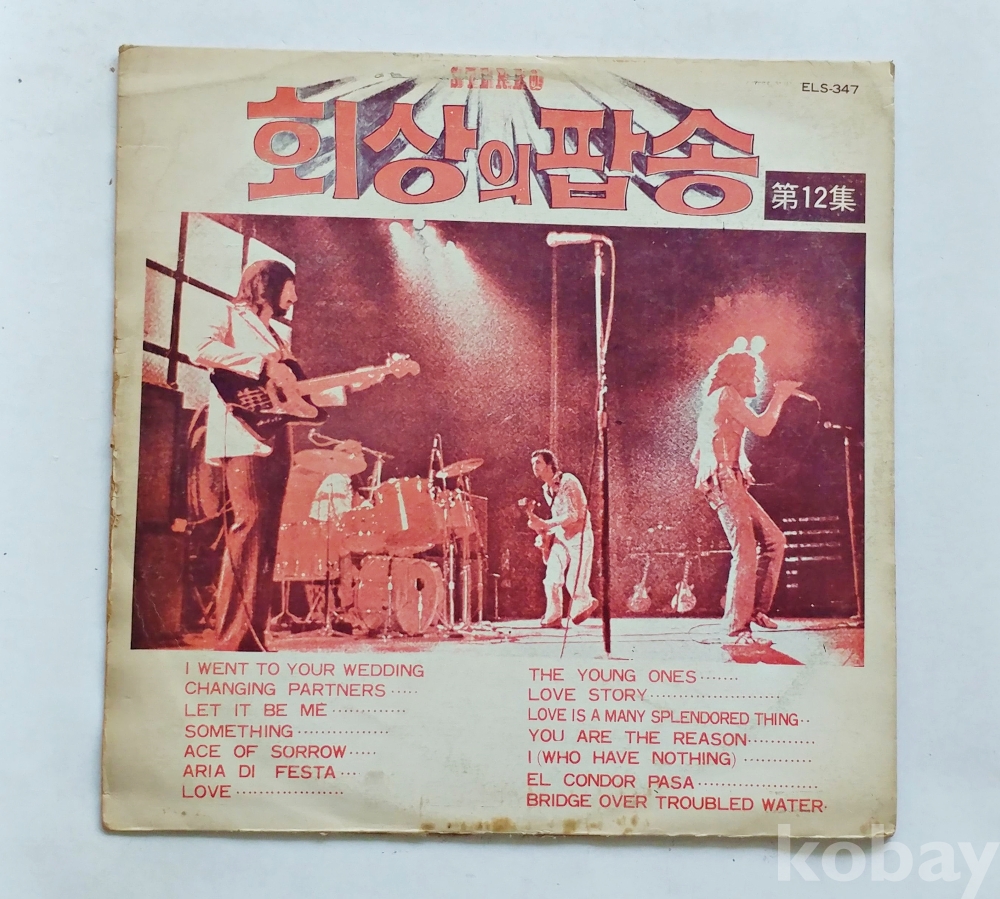 STEREO
ELS-347
회상의팝송
第12集
I WENT TO YOUR WEDDING
CHANGING PARTNERS·····
LET IT BE ME·············
SOMETHING················
ACE OF SORROW·····
ARIA DI FESTA···
LOVE···················
THE YOUNG ONES·······
LOVE STORY·······················
LOVE IS A MANY SPLENDORED THING··
YOU ARE THE REASON············
I (WHO HAVE NOTHING)············
EL CONDOR PASA·····················
BRIDGE OVER TROUBLED WATER·
kobay